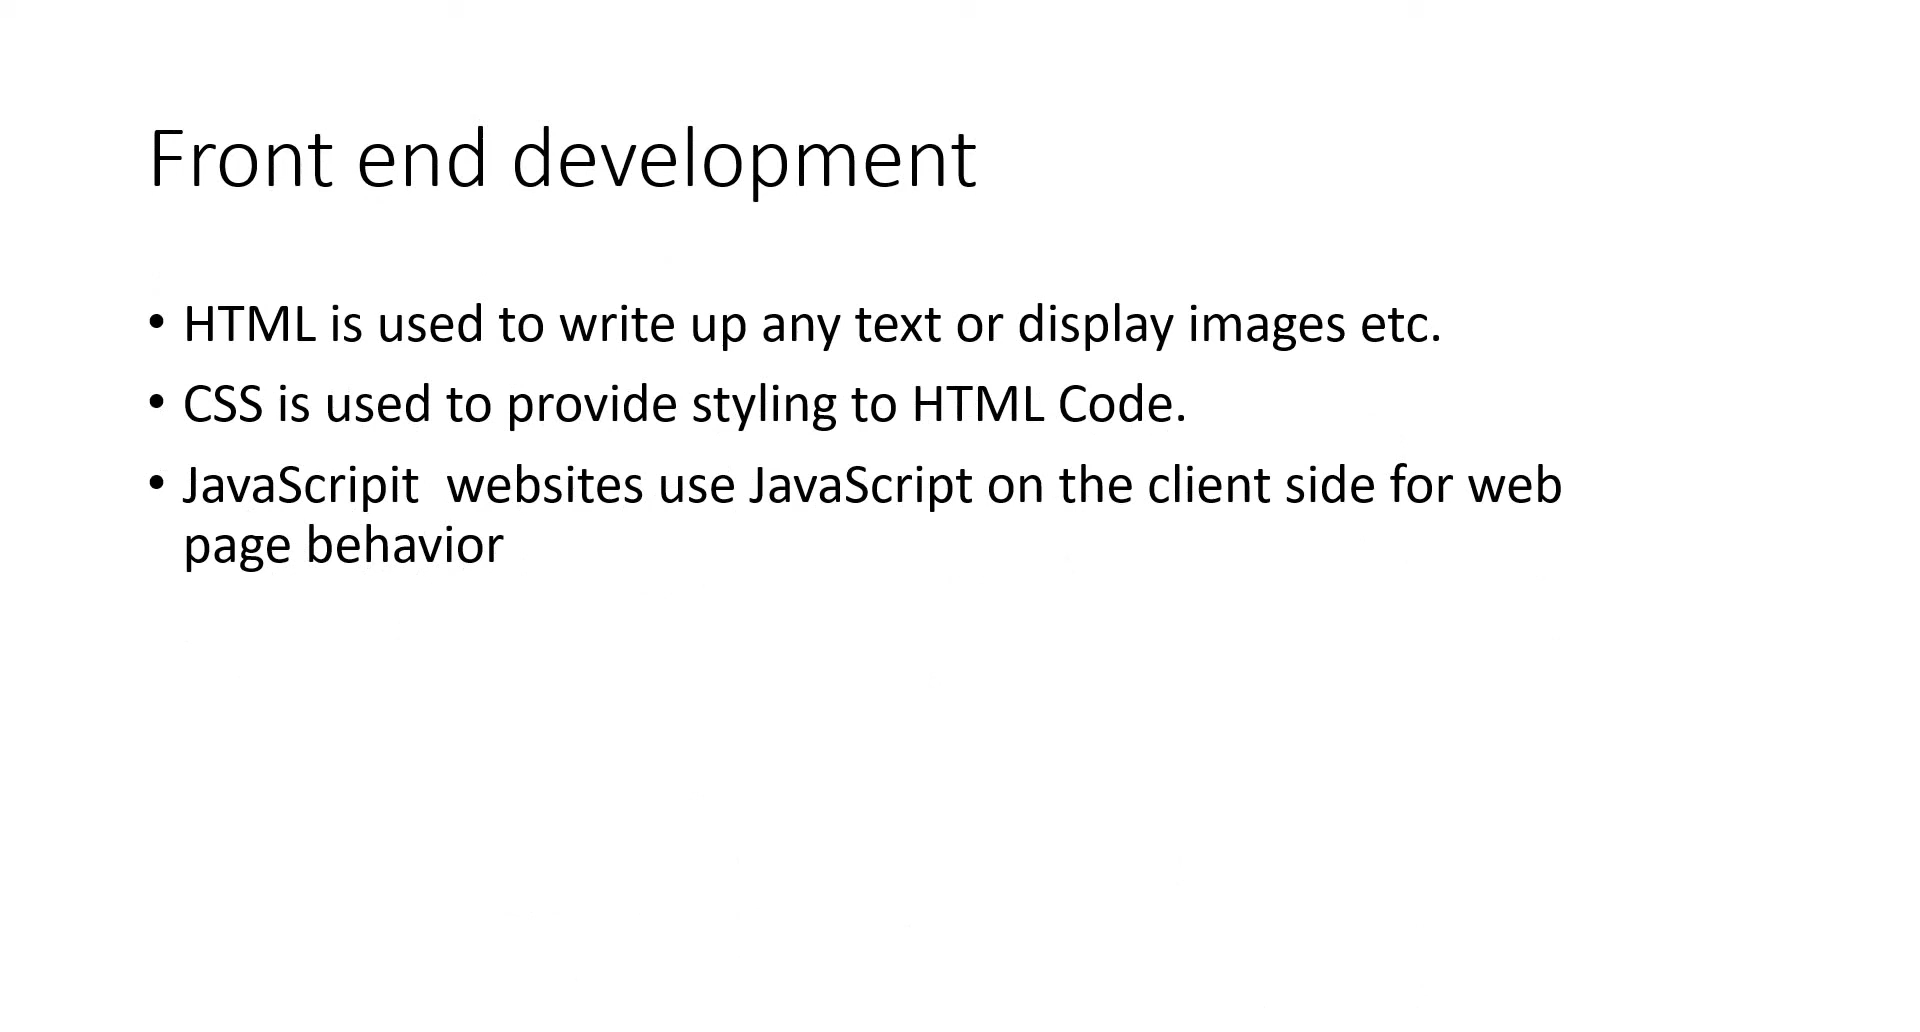 Front end development
• HTML is used to write up any text or display images etc.
• CSS is used to provide styling to HTML Code.
• JavaScripit  websites use JavaScript on the client side for web
page behavior